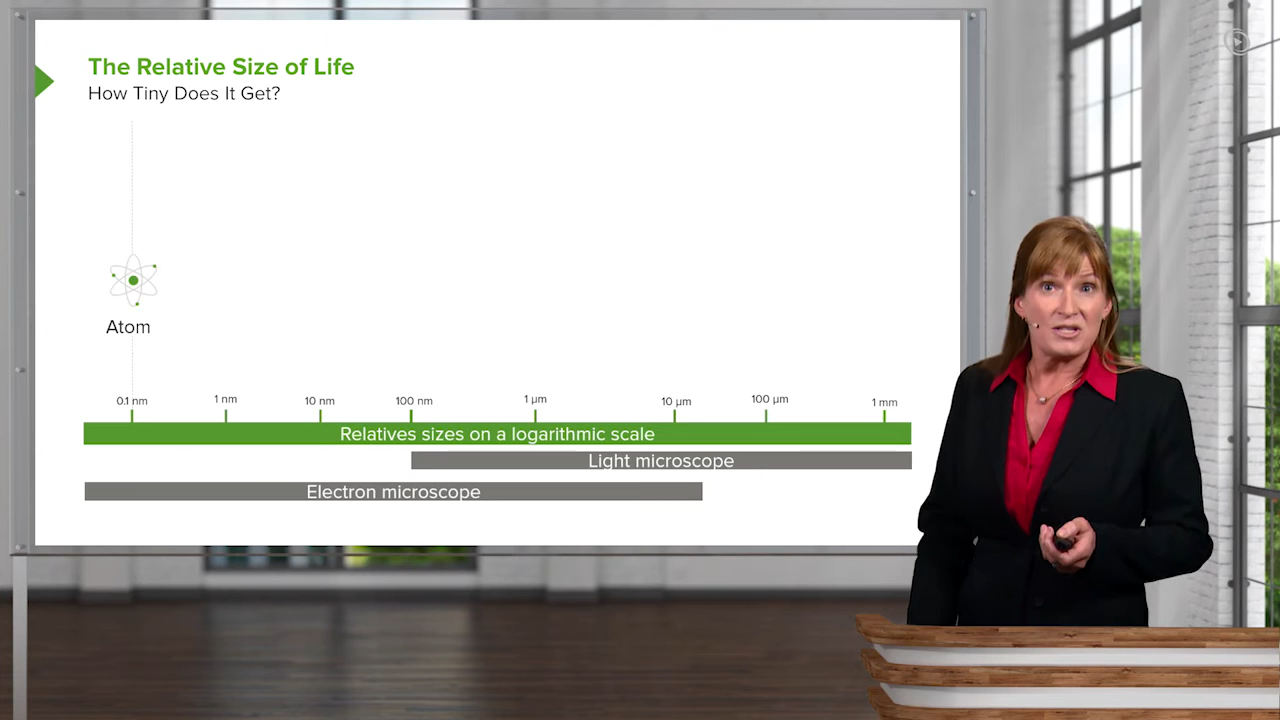 The Relative Size of Life
How Tiny Does It Get?
Atom
0.1 nm 1 nm 10 nm 100 nm 1 µm 10 µm 100 µm 1 mm
Relatives sizes on a logarithmic scale
Light microscope
Electron microscope